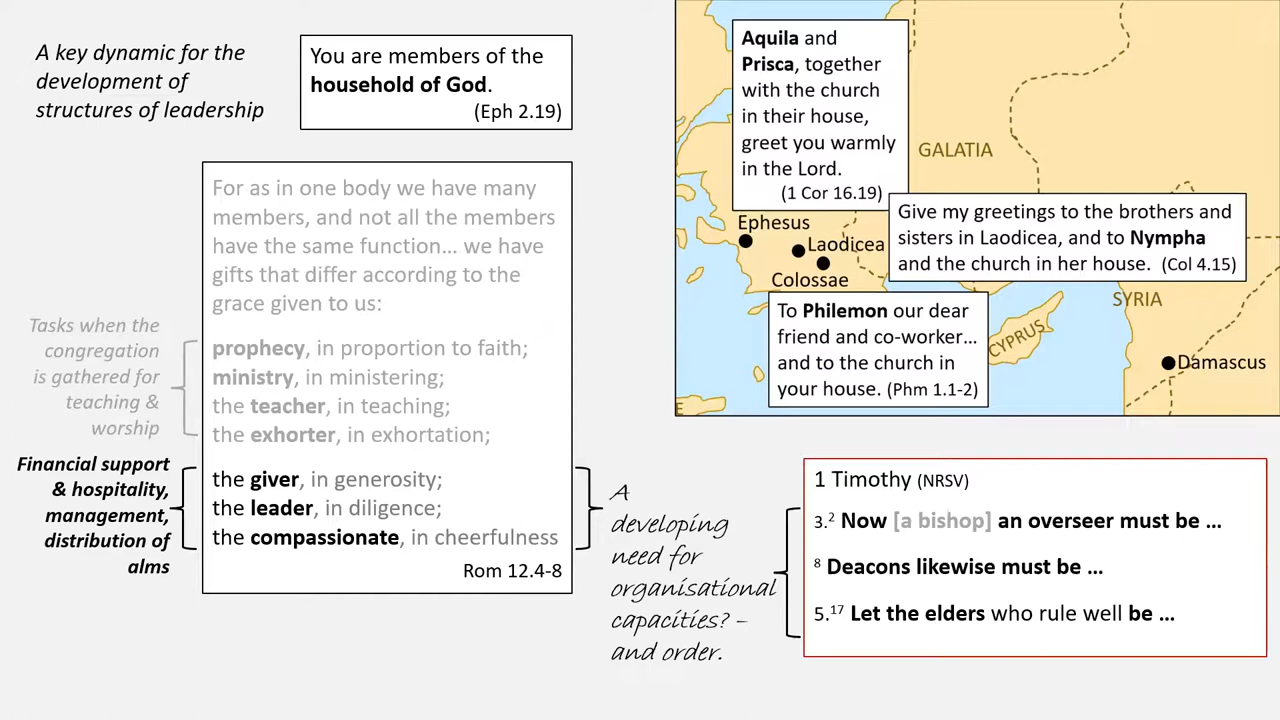 A key dynamic for the
development of
structures of leadership
You are members of the
household of God.
(Eph 2.19)
For as in one body we have many
members, and not all the members
have the same function... we have
gifts that differ according to the
grace given to us:
prophecy, in proportion to faith;
ministry, in ministering;
the teacher, in teaching;
the exhorter, in exhortation;
the giver, in generosity;
the leader, in diligence;
the compassionate, in cheerfulness
Rom 12.4-8
Tasks when the
congregation
is gathered for
teaching &
worship
Financial support
& hospitality,
management,
distribution of
alms
A
developing
need for
organisational
capacities? –
and order.
Aquila and
Prisca, together
with the church
in their house,
greet you warmly
in the Lord.
(1 Cor 16.19)
GALATIA
Give my greetings to the brothers and
sisters in Laodicea, and to Nympha
and the church in her house. (Col 4.15)
Ephesus
Laodicea
Colossae
To Philemon our dear
friend and co-worker...
and to the church in
your house. (Phm 1.1-2)
CYPRUS
SYRIA
Damascus
E
1 Timothy (NRSV)
3.² Now [a bishop] an overseer must be ...
⁸ Deacons likewise must be ...
5.¹⁷ Let the elders who rule well be ...